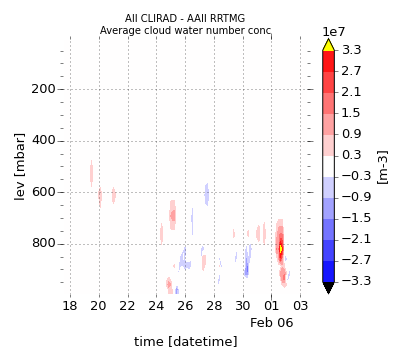 All CLIRAD - AAll RRTMG
Average cloud water number conc
1e7
3.3
2.7
2.1
1.5
0.9
0.3
−0.3
−0.9
−1.5
−2.1
−2.7
−3.3
[m-3]
lev [mbar]
200
400
600
800
18 20 22 24 26 28 30 01 03
Feb 06
time [datetime]